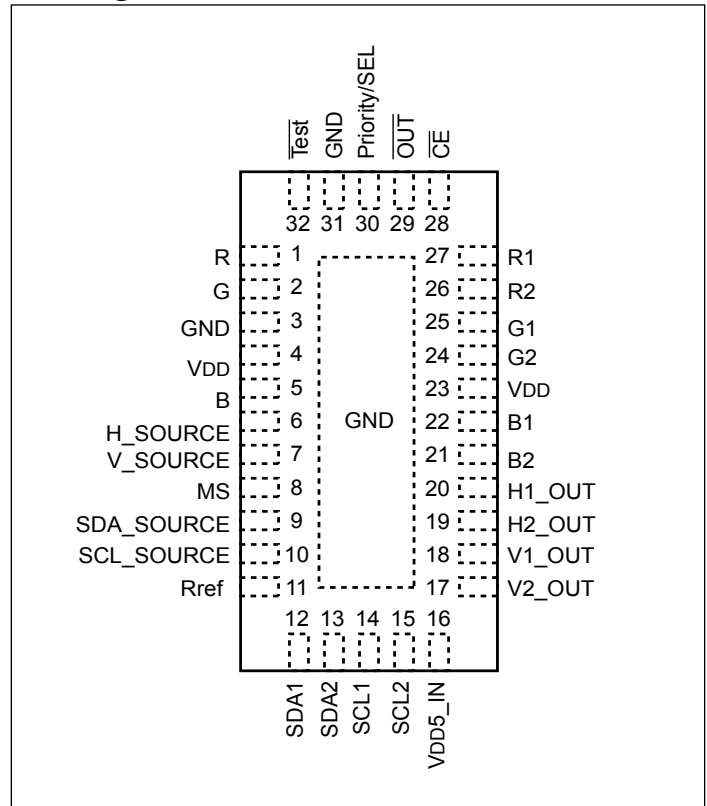 Test
GND
Priority/SEL
OUT
CE
32 31 30 29 28
R 1 27 R1
G 2 26 R2
GND 3 25 G1
VDD 4 24 G2
B 5 23 VDD
H_SOURCE 6 GND 22 B1
V_SOURCE 7 21 B2
MS 8 20 H1_OUT
SDA_SOURCE 9 19 H2_OUT
SCL_SOURCE 10 18 V1_OUT
Rref 11 17 V2_OUT
12 13 14 15 16
SDA1
SDA2
SCL1
SCL2
VDD5_IN